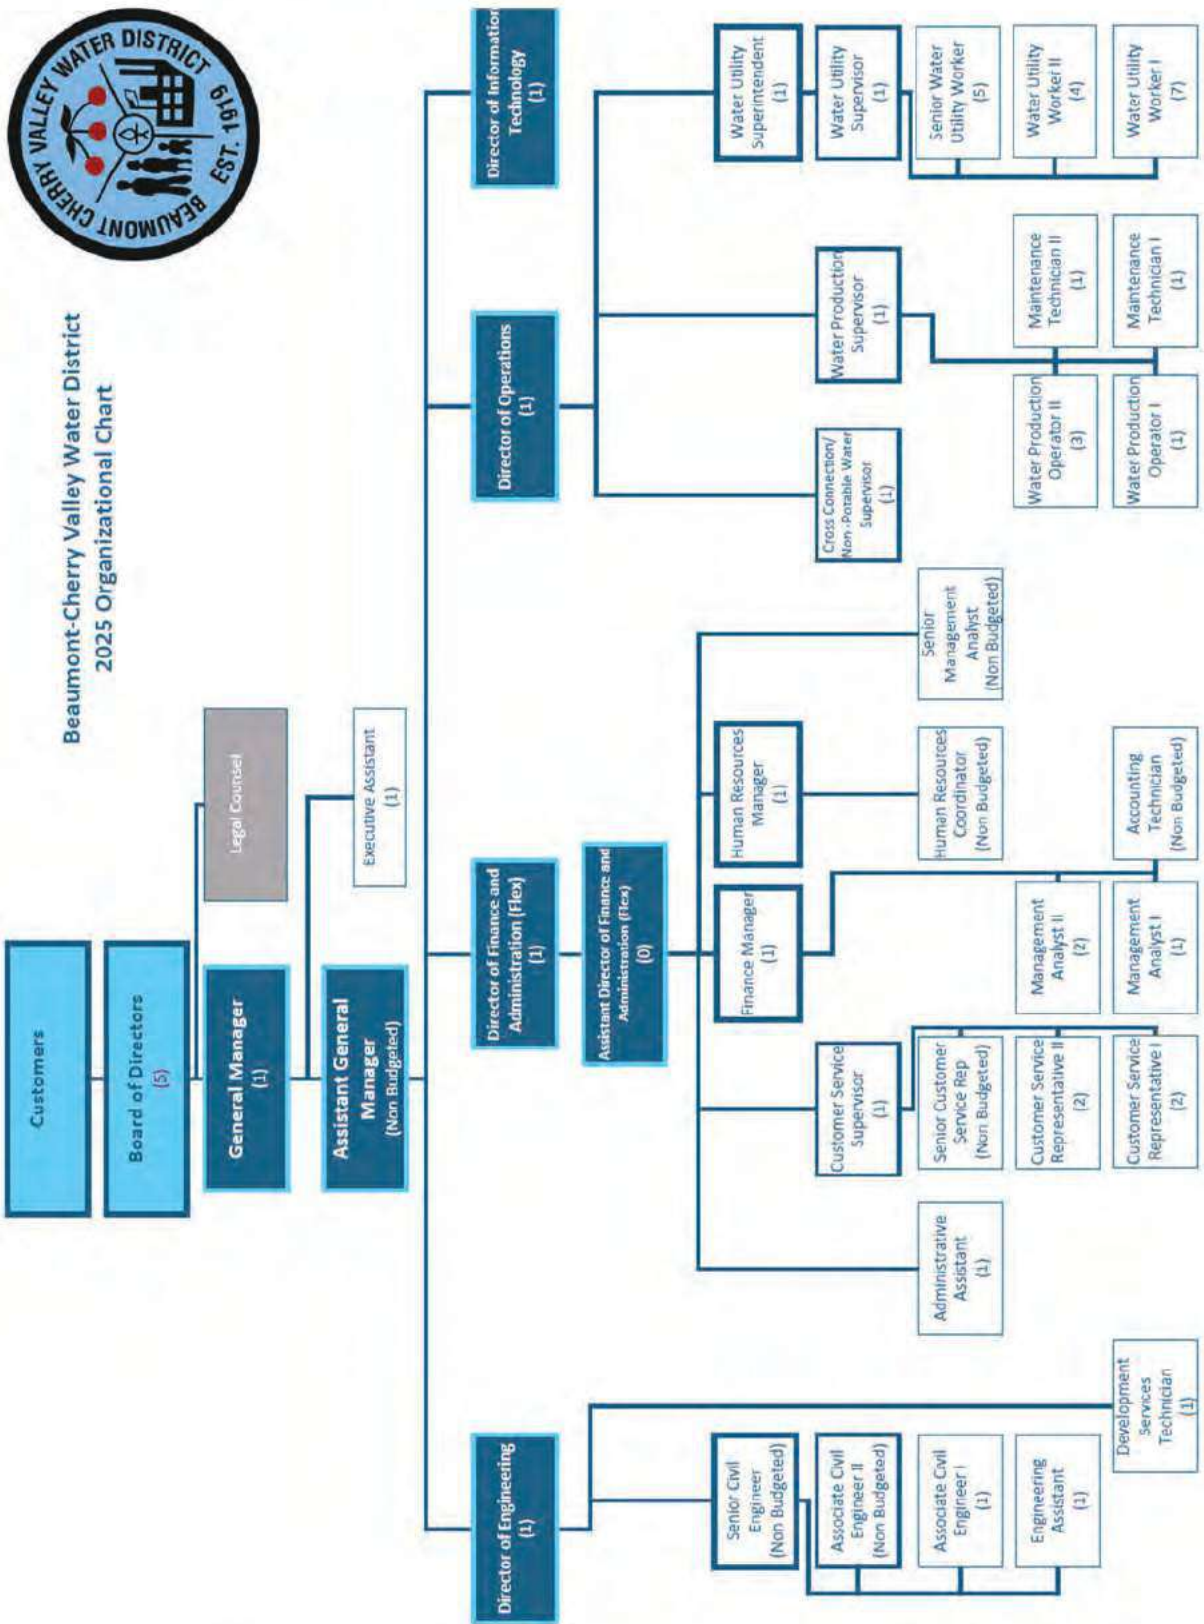 BEAUMONT CHERRY VALLEY WATER DISTRICT
EST. 1919
Beaumont-Cherry Valley Water District
2025 Organizational Chart
Customers
Board of Directors
(5)
Legal Counsel
General Manager
(1)
Executive Assistant
(1)
Assistant General
Manager
(Non Budgeted)
Director of Engineering
(1)
Director of Finance and
Administration (Flex)
(1)
Director of Operations
(1)
Director of Information
Technology
(1)
Assistant Director of Finance and
Administration (Flex)
(0)
Senior Civil
Engineer
(Non Budgeted)
Associate Civil
Engineer II
(Non Budgeted)
Associate Civil
Engineer I
(1)
Engineering
Assistant
(1)
Development
Services
Technician
(1)
Administrative
Assistant
(1)
Customer Service
Supervisor
(1)
Senior Customer
Service Rep
(Non Budgeted)
Customer Service
Representative II
(2)
Customer Service
Representative I
(2)
Finance Manager
(1)
Management
Analyst II
(2)
Management
Analyst I
(1)
Accounting
Technician
(Non Budgeted)
Human Resources
Manager
(1)
Human Resources
Coordinator
(Non Budgeted)
Senior
Management
Analyst
(Non Budgeted)
Cross Connection/
Non-Potable Water
Supervisor
(1)
Water Production
Supervisor
(1)
Water Production
Operator II
(3)
Water Production
Operator I
(1)
Maintenance
Technician II
(1)
Maintenance
Technician I
(1)
Water Utility
Superintendent
(1)
Water Utility
Supervisor
(1)
Senior Water
Utility Worker
(5)
Water Utility
Worker II
(4)
Water Utility
Worker I
(7)